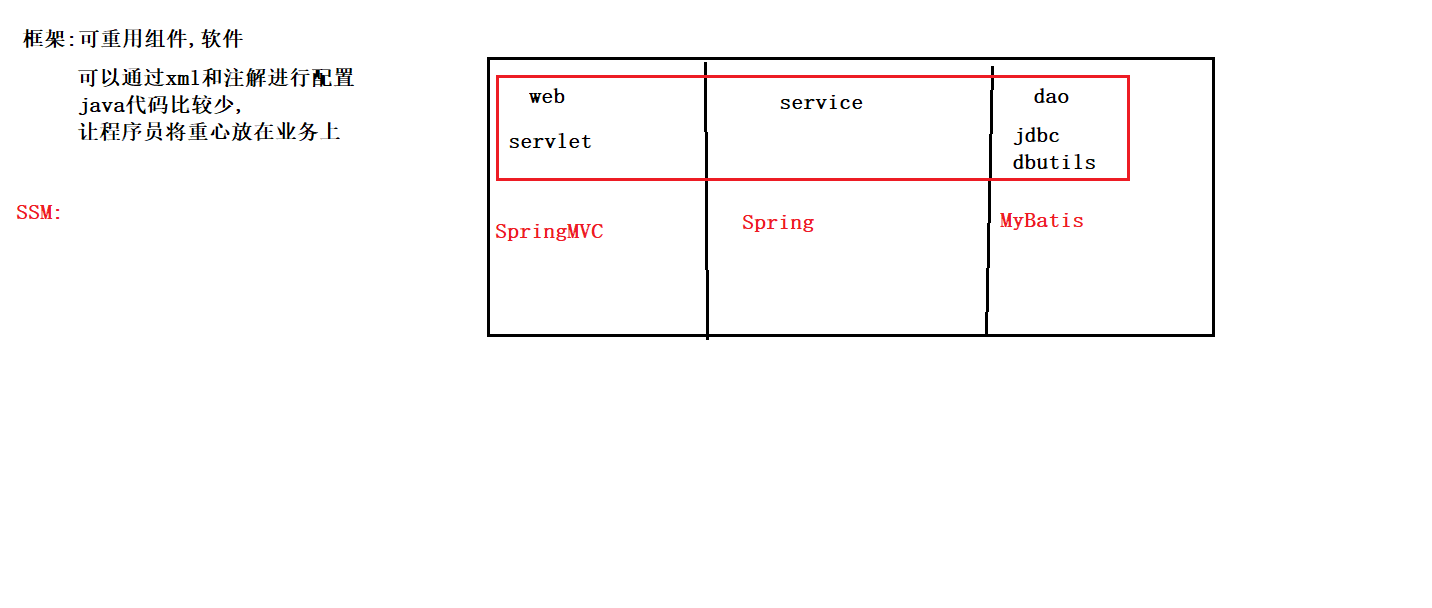 框架:可重用组件,软件
可以通过xml和注解进行配置
java代码比较少,
让程序员将重心放在业务上
SSM:
web
servlet
service
dao
jdbc
dbutils
SpringMVC
Spring
MyBatis